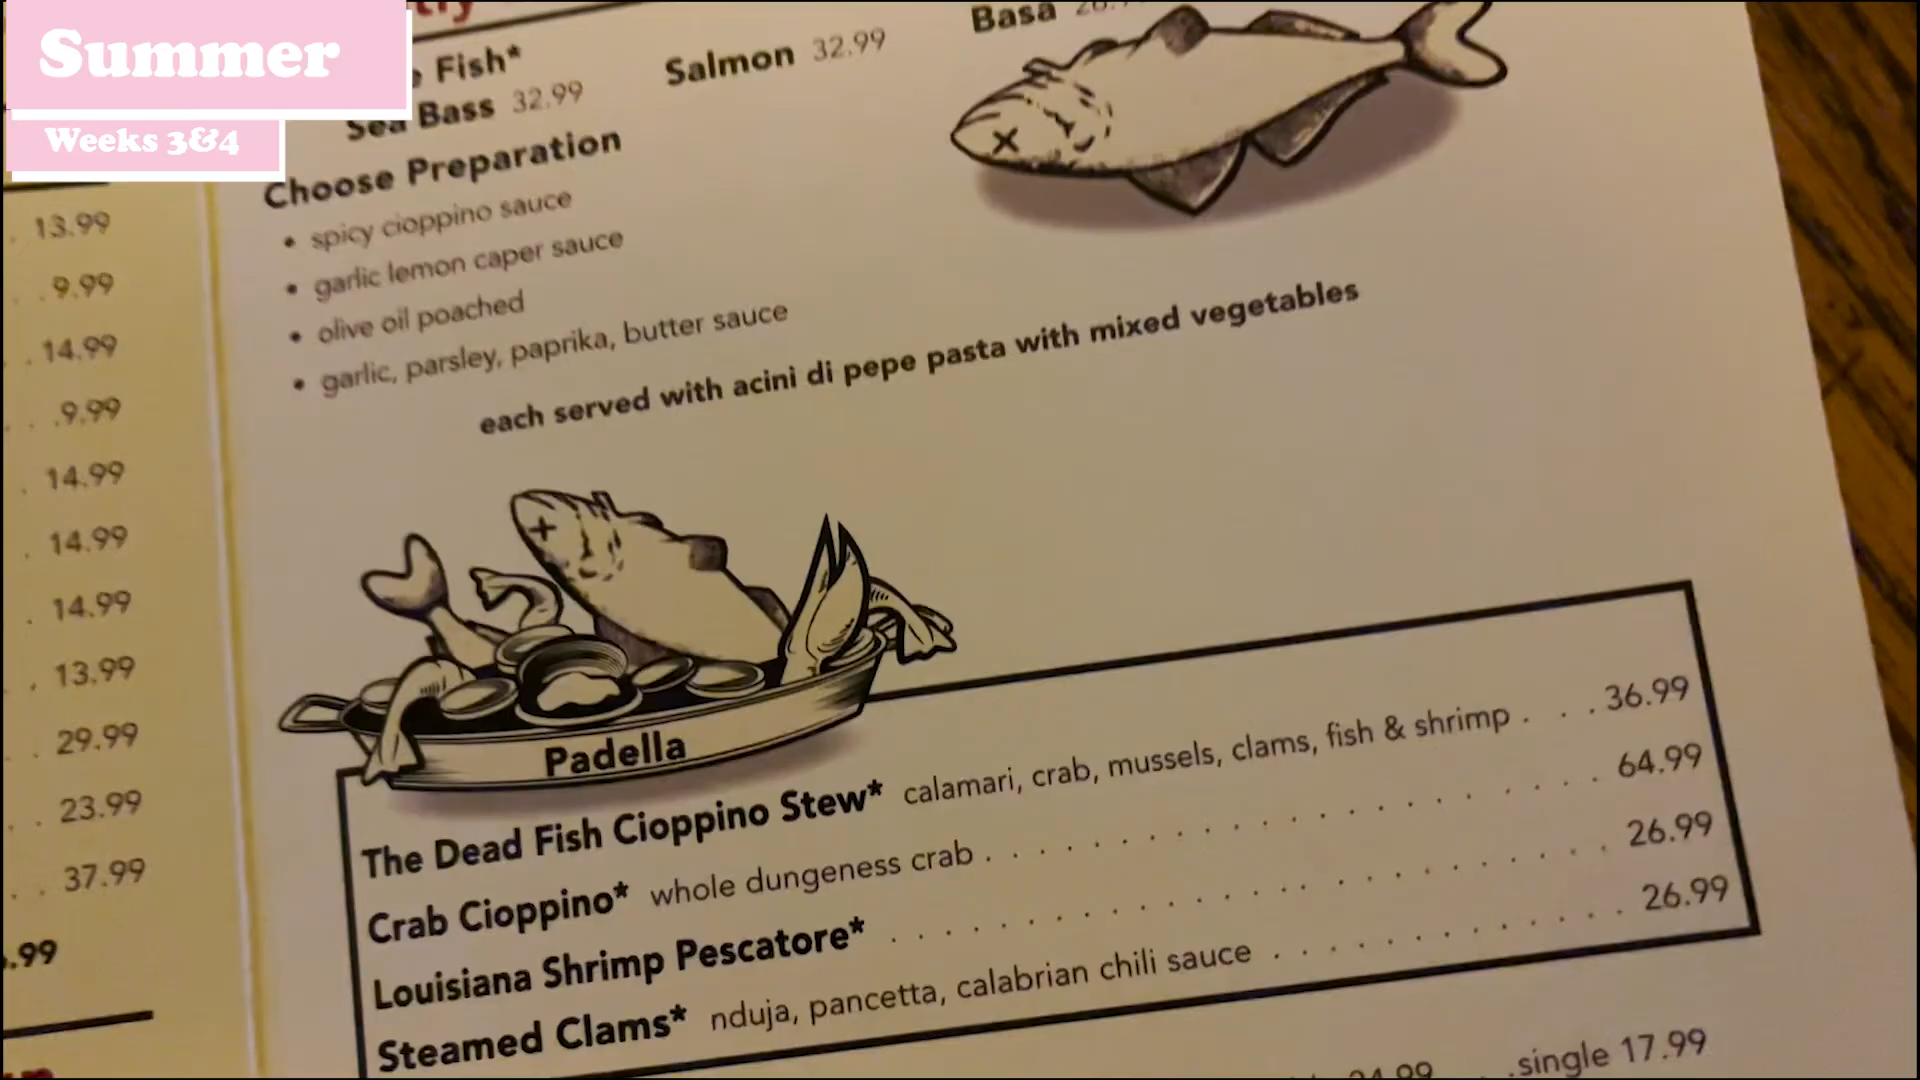 Summer
Weeks 3&4
Fish*
Sea Bass 32.99 Salmon 32.99 Basa
Choose Preparation
• spicy cioppino sauce
• garlic lemon caper sauce
• olive oil poached
• garlic, parsley, paprika, butter sauce
each served with acini di pepe pasta with mixed vegetables
13.99
9.99
14.99
9.99
14.99
14.99
14.99
13.99
29.99
23.99
37.99
.99
Padella
The Dead Fish Cioppino Stew* calamari, crab, mussels, clams, fish & shrimp . . . 36.99
Crab Cioppino* whole dungeness crab . . . . . . . . . . . . . . . . . . . . 64.99
Louisiana Shrimp Pescatore* . . . . . . . . . . . . . . . . . . . . . . . . 26.99
Steamed Clams* nduja, pancetta, calabrian chili sauce . . . . . . . . . . . . . 26.99
single 17.99